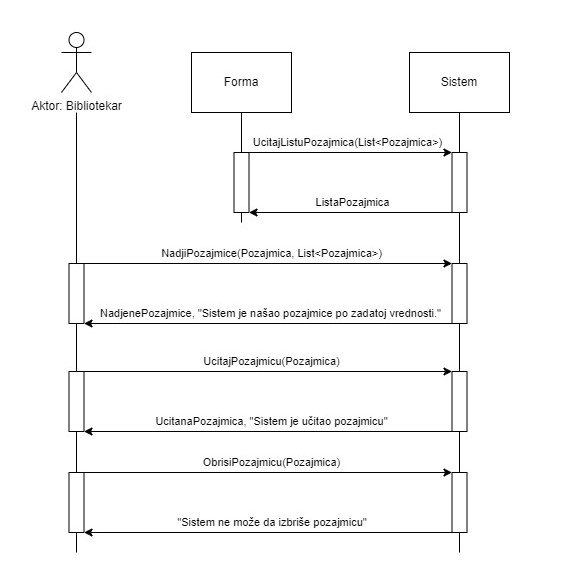 Forma
Sistem
Aktor: Bibliotekar
UcitajListuPozajmica(List<Pozajmica>)
ListaPozajmica
NadjiPozajmice(Pozajmica, List<Pozajmica>)
NadjenePozajmice, "Sistem je našao pozajmice po zadatoj vrednosti."
UcitajPozajmicu(Pozajmica)
UcitanaPozajmica, "Sistem je učitao pozajmicu"
ObrisiPozajmicu(Pozajmica)
"Sistem ne može da izbriše pozajmicu"